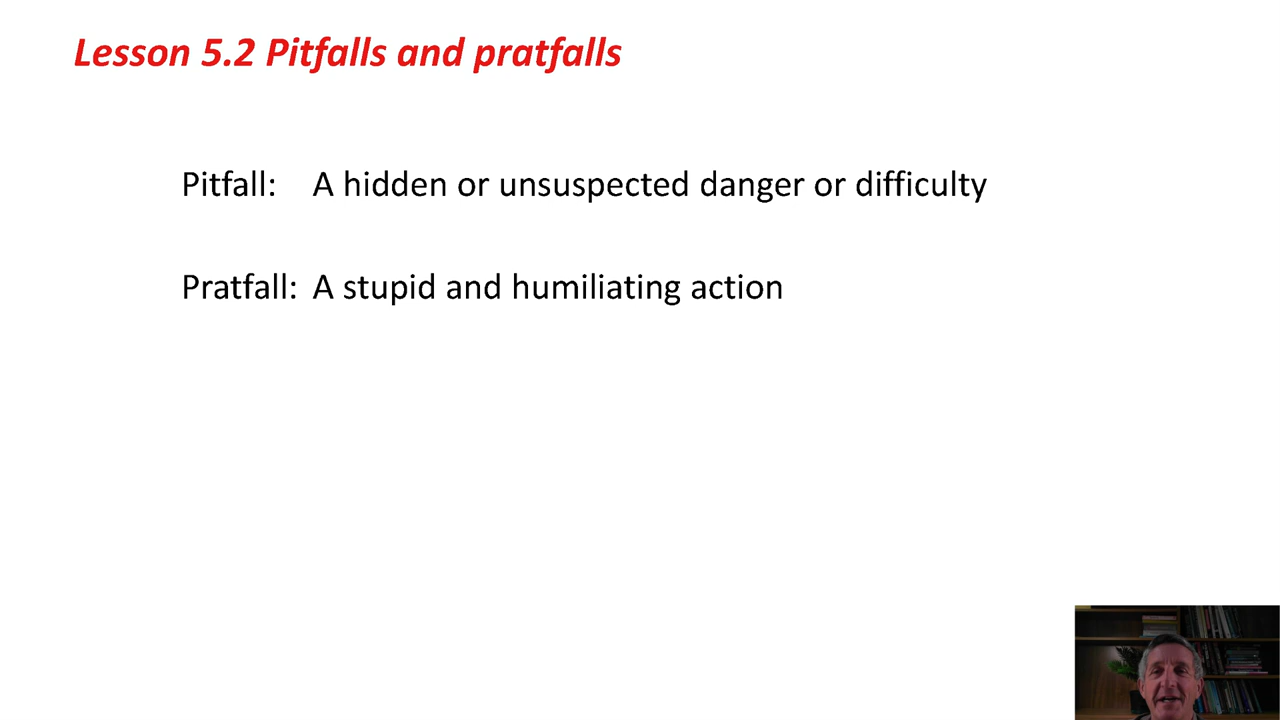 Lesson 5.2 Pitfalls and pratfalls
Pitfall: A hidden or unsuspected danger or difficulty
Pratfall: A stupid and humiliating action